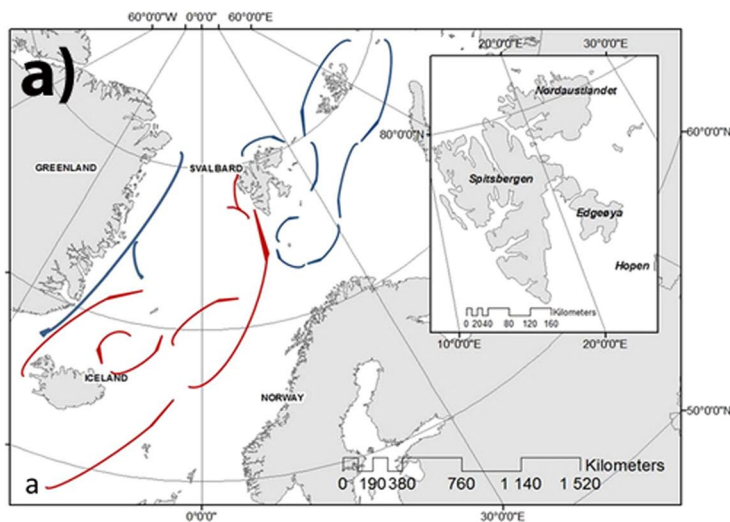 60°0'0"W 0°0'0" 60°0'0"E
a)
20°0'0"E 30°0'0"E
Nordaustlandet
80°0'0"N
60°0'0"N
GREENLAND
SVALBARD
Spitsbergen
Edgeøya
Hopen
Kilometers
0 20 40 80 120 160
10°0'0"E 20°0'0"E
ICELAND
NORWAY
50°0'0"N
Kilometers
a
0 190 380 760 1 140 1 520
0°0'0" 30°0'0"E